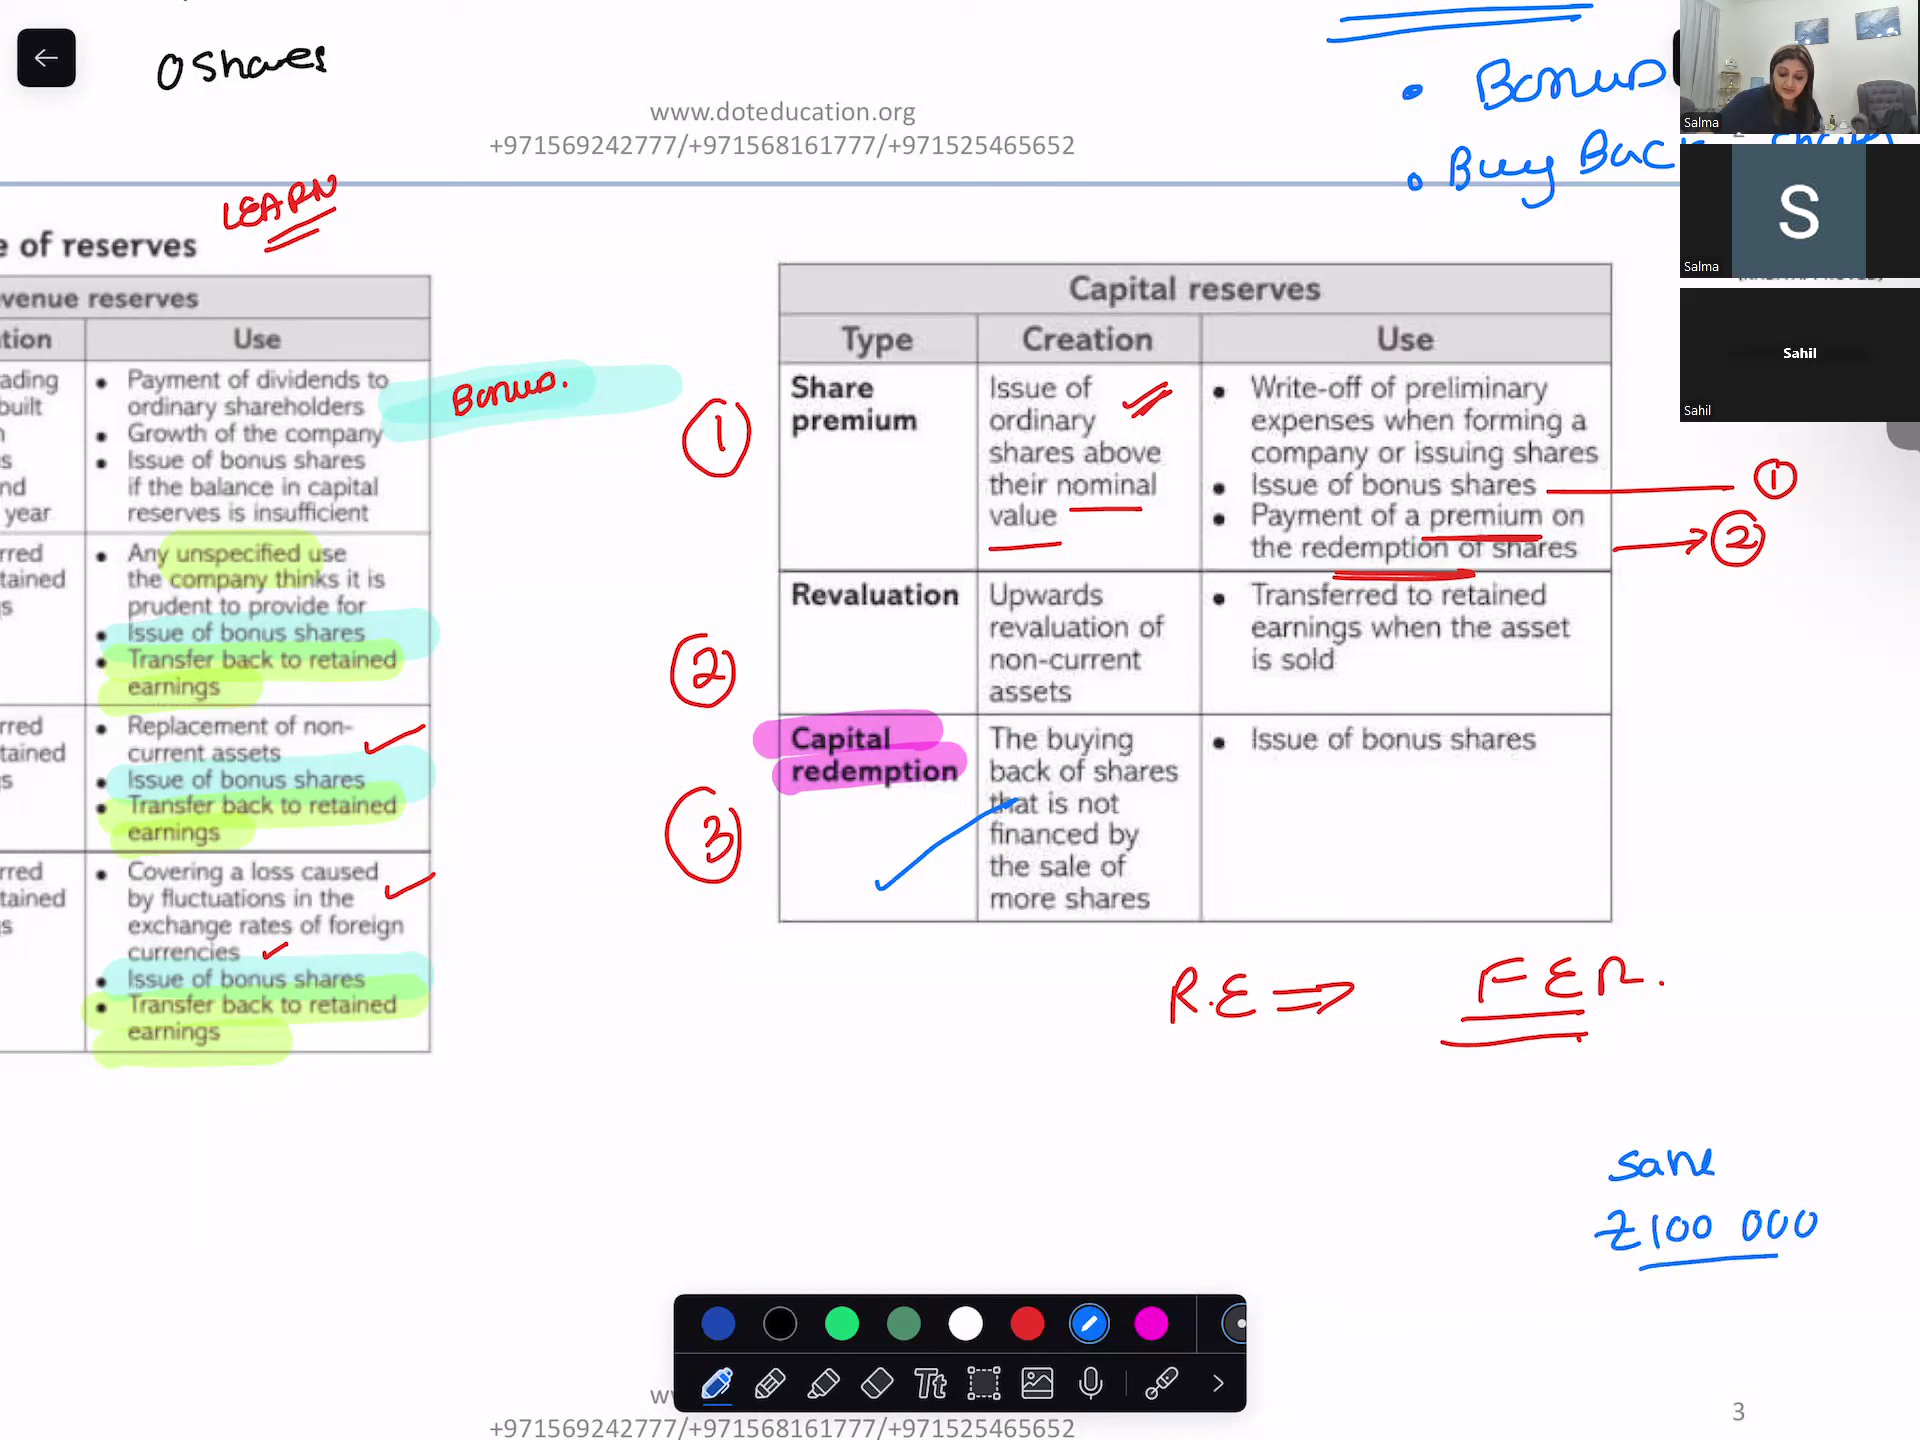 0 Shares
www.doteducation.org
+971569242777/+971568161777/+971525465652
• Bonus
• Buy Back
Salma
Salma
Sahil
Sahil
LEARN
e of reserves
venue reserves
tion
Use
ading
built
n
s
nd
year
• Payment of dividends to
ordinary shareholders
• Growth of the company
• Issue of bonus shares
if the balance in capital
reserves is insufficient
Bonus.
rred
tained
s
• Any unspecified use
the company thinks it is
prudent to provide for
• Issue of bonus shares
• Transfer back to retained
earnings
rred
tained
s
• Replacement of non-
current assets
• Issue of bonus shares
• Transfer back to retained
earnings
rred
tained
s
• Covering a loss caused
by fluctuations in the
exchange rates of foreign
currencies
• Issue of bonus shares
• Transfer back to retained
earnings
Capital reserves
Type
Creation
Use
1
Share
premium
Issue of
ordinary
shares above
their nominal
value
• Write-off of preliminary
expenses when forming a
company or issuing shares
• Issue of bonus shares
• Payment of a premium on
the redemption of shares
1
2
2
Revaluation
Upwards
revaluation of
non-current
assets
• Transferred to retained
earnings when the asset
is sold
3
Capital
redemption
The buying
back of shares
that is not
financed by
the sale of
more shares
• Issue of bonus shares
R.E ⇒ FER.
sane
100 000
Tt
+971569242777/+971568161777/+971525465652
3